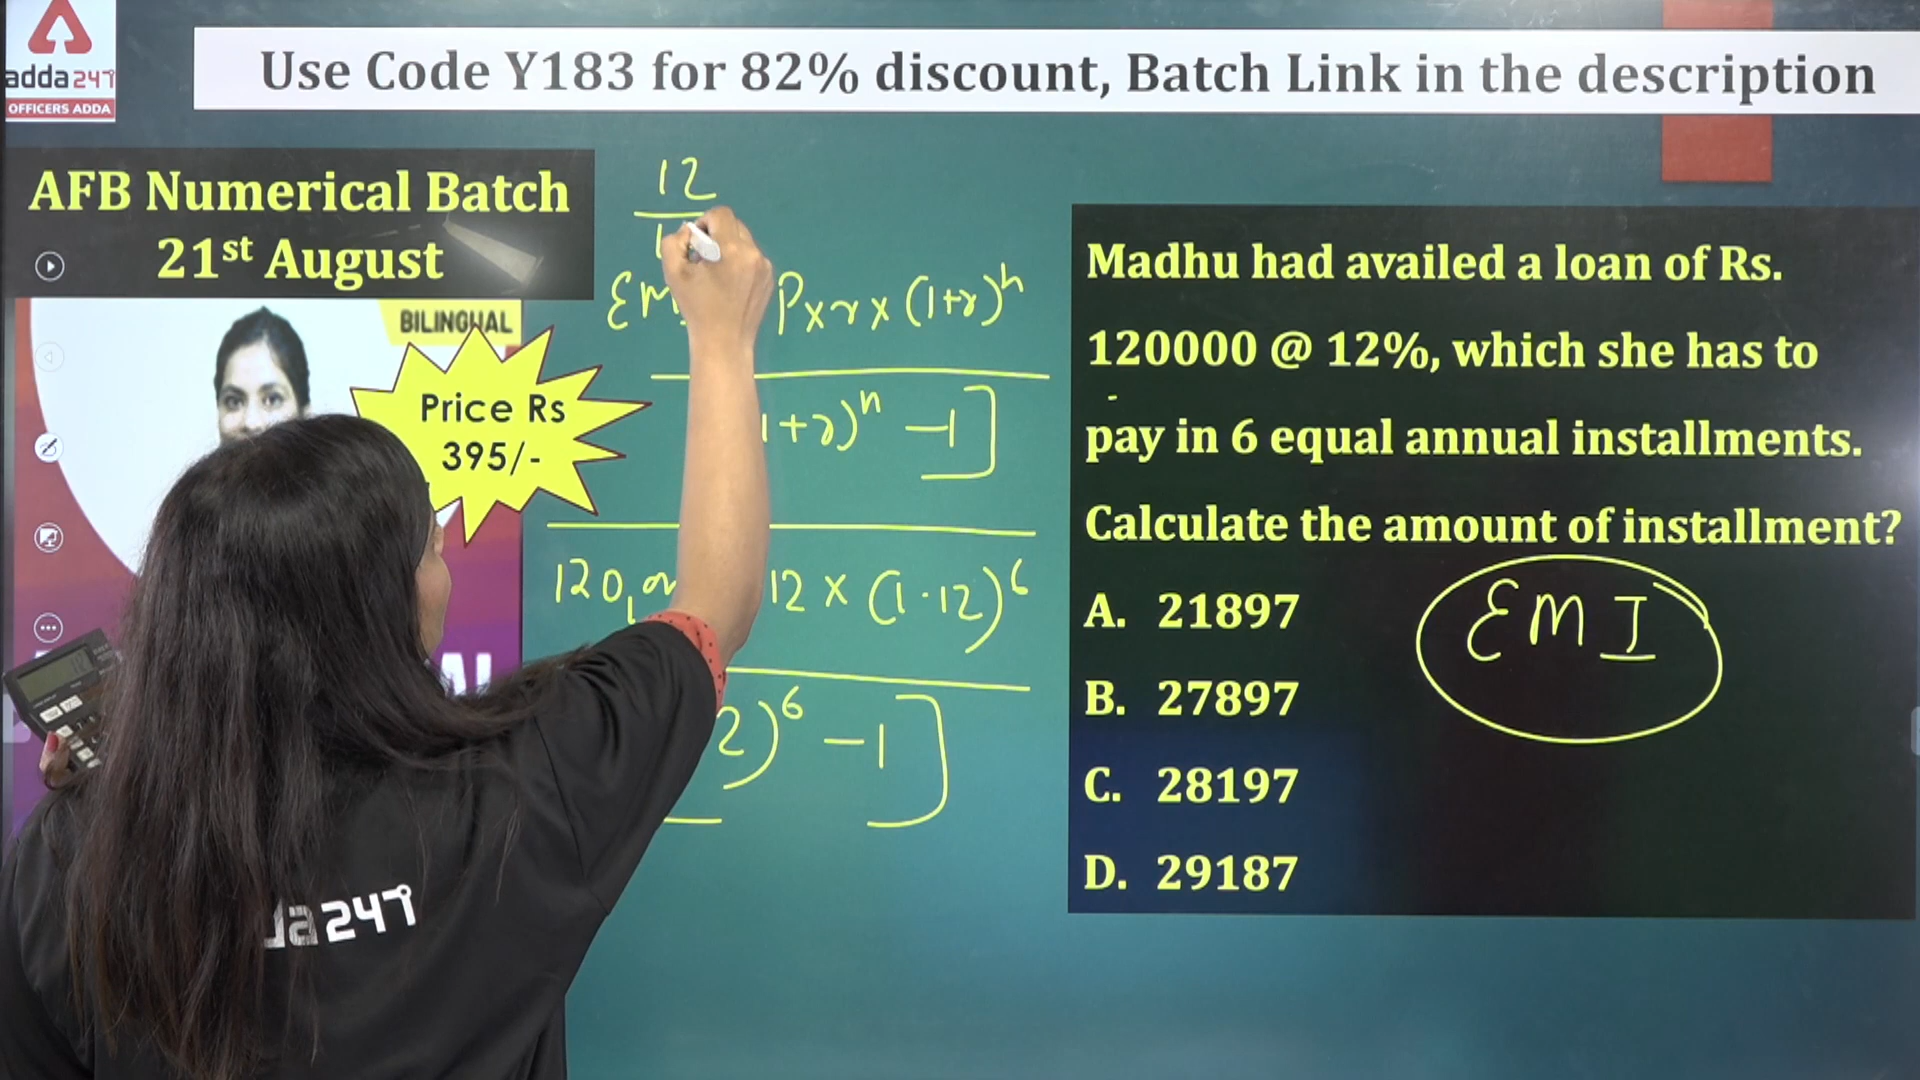 adda247
OFFICERS ADDA
Use Code Y183 for 82% discount, Batch Link in the description
AFB Numerical Batch
21st August
BILINGUAL
Price Rs
395/-
12
P×r×(1+r)^n
1+r)^n -1]
12 × (1.12)^6
2)^6 -1]
247
Madhu had availed a loan of Rs.
120000 @ 12%, which she has to
pay in 6 equal annual installments.
Calculate the amount of installment?
A. 21897
B. 27897
C. 28197
D. 29187
EMI